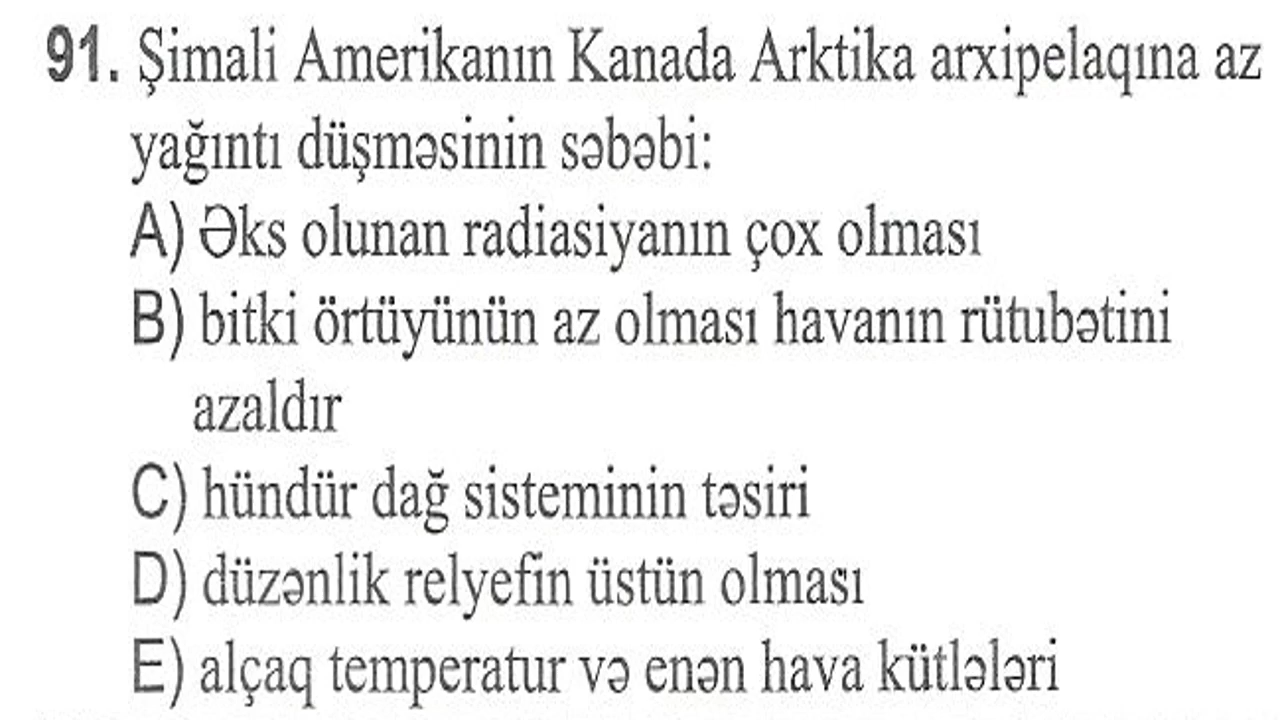 91. Şimali Amerikanın Kanada Arktika arxipelaqına az
yağıntı düşməsinin səbəbi:
A) Əks olunan radiasiyanın çox olması
B) bitki örtüyünün az olması havanın rütubətini
azaldır
C) hündür dağ sisteminin təsiri
D) düzənlik relyefin üstün olması
E) alçaq temperatur və enən hava kütlələri